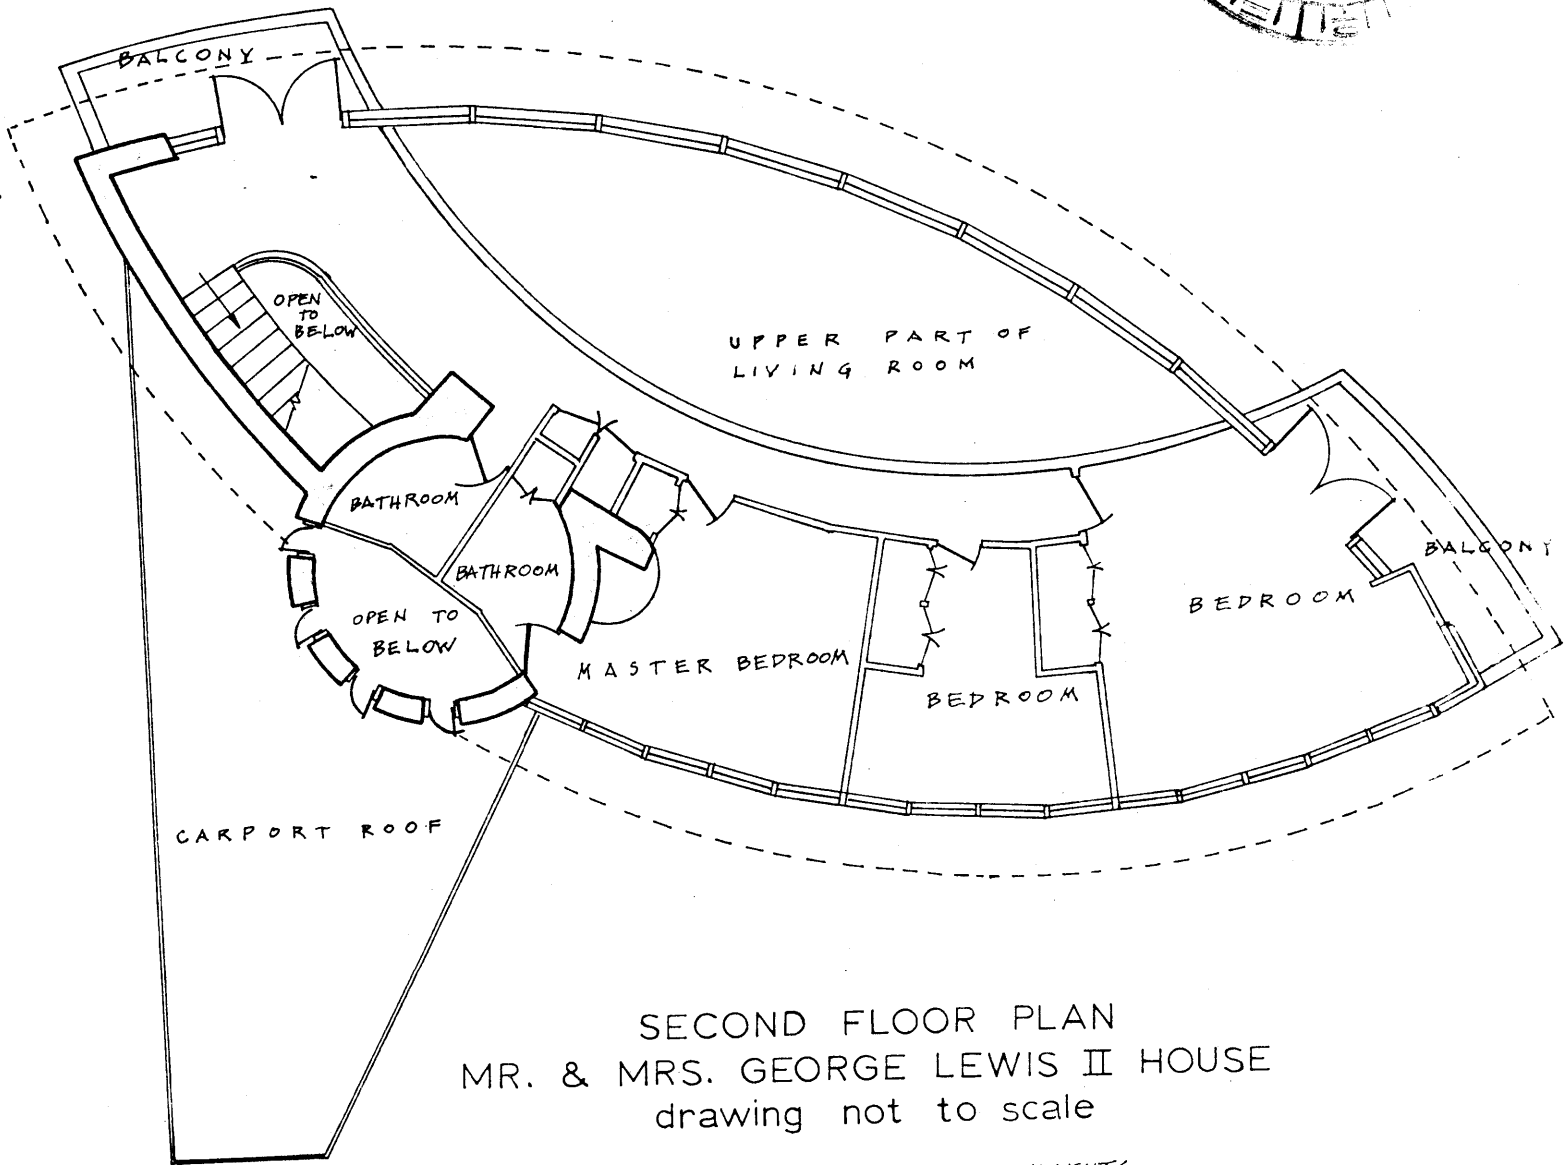 BALCONY
OPEN
TO
BELOW
UPPER PART OF
LIVING ROOM
BATHROOM
BATHROOM
OPEN TO
BELOW
MASTER BEDROOM
BEDROOM
BEDROOM
BALCONY
CARPORT ROOF
SECOND FLOOR PLAN
MR. & MRS. GEORGE LEWIS II HOUSE
drawing not to scale